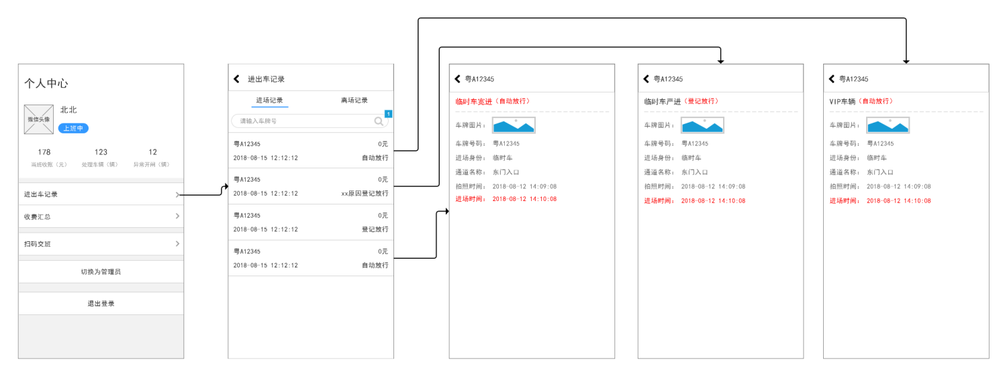 个人中心
微信头像
北北
上班中
178 123 12
当班收账（元） 处理车辆（辆） 异常开闸（辆）
进出车记录
收费汇总
扫码交班
切换为管理员
退出登录
进出车记录
进场记录 离场记录
1
请输入车牌号
粤A12345 0元
2018-08-15 12:12:12 自动放行
粤A12345 0元
2018-08-15 12:12:12 xx原因登记放行
粤A12345 0元
2018-08-15 12:12:12 登记放行
粤A12345 0元
2018-08-15 12:12:12 自动放行
粤A12345
临时车宽进（自动放行）
车牌图片：
车牌号码： 粤A12345
进场身份： 临时车
通道名称： 东门入口
拍照时间： 2018-08-12 14:09:08
进场时间： 2018-08-12 14:10:08
粤A12345
临时车严进（登记放行）
车牌图片：
车牌号码： 粤A12345
进场身份： 临时车
通道名称： 东门入口
拍照时间： 2018-08-12 14:09:08
进场时间： 2018-08-12 14:10:08
粤A12345
VIP车辆（自动放行）
车牌图片：
车牌号码： 粤A12345
进场身份： 临时车
通道名称： 东门入口
拍照时间： 2018-08-12 14:09:08
进场时间： 2018-08-12 14:10:08